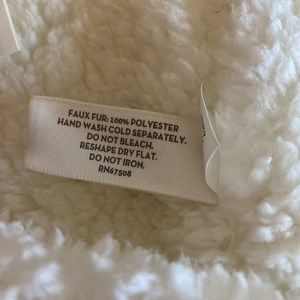 FAUX FUR: 100% POLYESTER
HAND WASH COLD SEPARATELY.
DO NOT BLEACH.
RESHAPE DRY FLAT.
DO NOT IRON.
RN67508